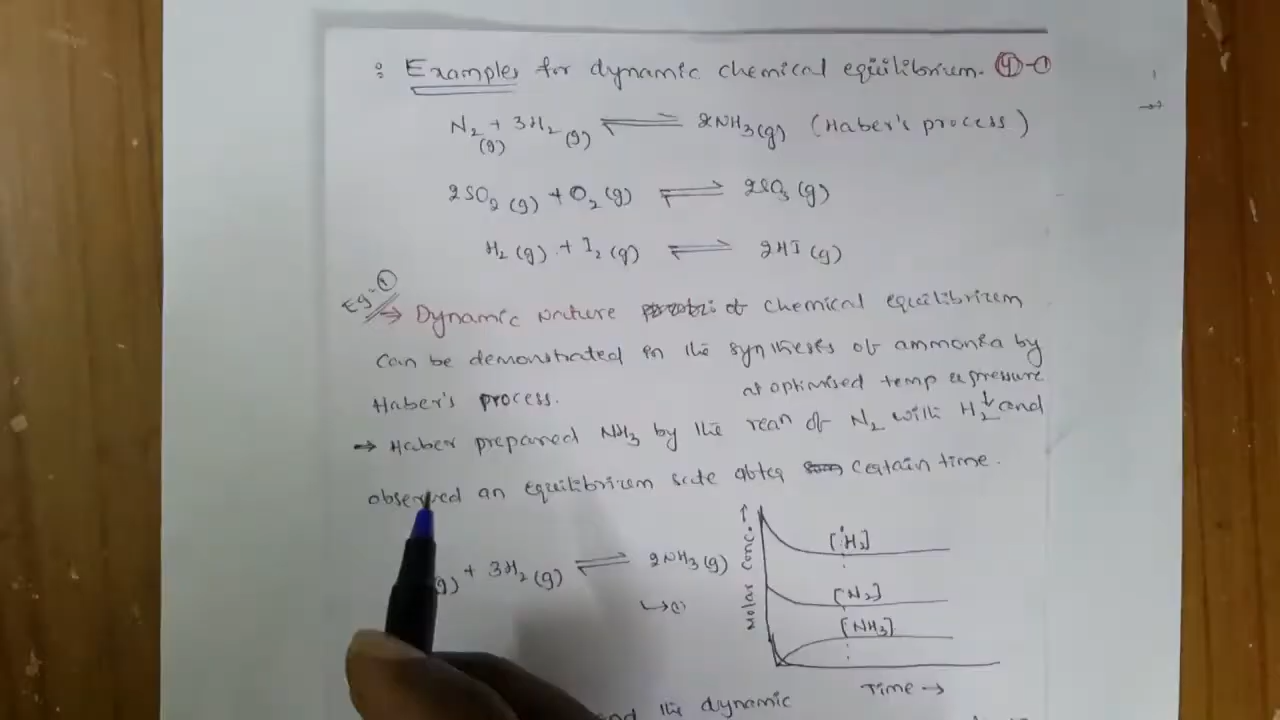 : Examples for dynamic chemical equilibrium. ④-①
N2(g) + 3H2(g) ⇌ 2NH3(g) (Haber's process)
2SO2(g) + O2(g) ⇌ 2SO3(g)
H2(g) + I2(g) ⇌ 2HI(g)
Eg-①
→ Dynamic nature of chemical equilibrium
can be demonstrated in the synthesis of ammonia by
Haber's process. at optimised temp & pressure
→ Haber prepared NH3 by the rean of N2 with H2 and
observed an equilibrium sate after certain time.
(g) + 3H2(g) ⇌ 2NH3(g)
↳(1)
Molar conc. →
[H2]
[N2]
[NH3]
Time →
the dynamic